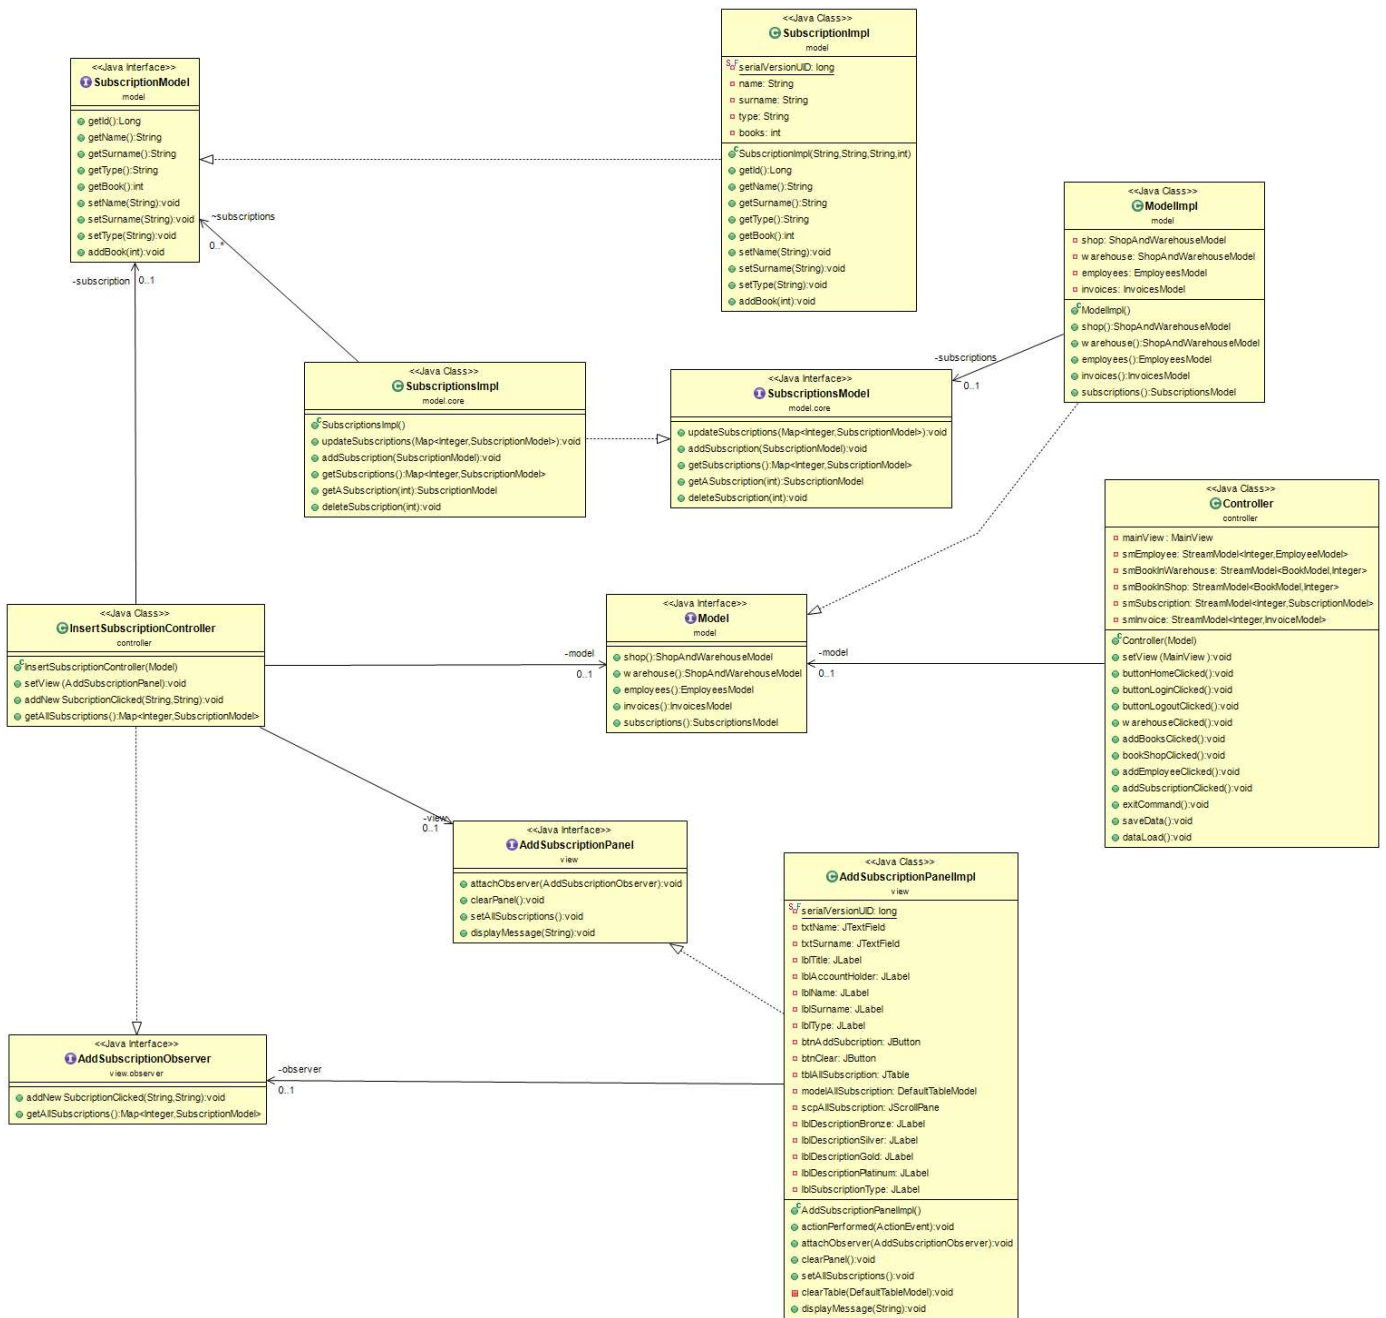 <<Java Class>>
SubscriptionImpl
model
serialVersionUID: long
name: String
surname: String
type: String
books: int
SubscriptionImpl(String,String,String,int)
getId():Long
getName():String
getSurname():String
getType():String
getBook():int
setName(String):void
setSurname(String):void
setType(String):void
addBook(int):void
<<Java Interface>>
SubscriptionModel
model
getId():Long
getName():String
getSurname():String
getType():String
getBook():int
setName(String):void
setSurname(String):void
setType(String):void
addBook(int):void
~subscriptions
0..*
-subscription
0..1
<<Java Class>>
ModelImpl
model
shop: ShopAndWarehouseModel
warehouse: ShopAndWarehouseModel
employees: EmployeesModel
invoices: InvoicesModel
ModelImpl()
shop():ShopAndWarehouseModel
warehouse():ShopAndWarehouseModel
employees():EmployeesModel
invoices():InvoicesModel
subscriptions():SubscriptionsModel
-subscriptions
0..1
<<Java Class>>
SubscriptionsImpl
model.core
SubscriptionsImpl()
updateSubscriptions(Map<Integer,SubscriptionModel>):void
addSubscription(SubscriptionModel):void
getSubscriptions():Map<Integer,SubscriptionModel>
getASubscription(int):SubscriptionModel
deleteSubscription(int):void
<<Java Interface>>
SubscriptionsModel
model.core
updateSubscriptions(Map<Integer,SubscriptionModel>):void
addSubscription(SubscriptionModel):void
getSubscriptions():Map<Integer,SubscriptionModel>
getASubscription(int):SubscriptionModel
deleteSubscription(int):void
<<Java Class>>
Controller
controller
mainView: MainView
smEmployee: StreamModel<Integer,EmployeeModel>
smBookInWarehouse: StreamModel<BookModel,Integer>
smBookInShop: StreamModel<BookModel,Integer>
smSubscription: StreamModel<Integer,SubscriptionModel>
smInvoice: StreamModel<Integer,InvoiceModel>
Controller(Model)
setView(MainView):void
buttonHomeClicked():void
buttonLoginClicked():void
buttonLogoutClicked():void
warehouseClicked():void
addBooksClicked():void
bookShopClicked():void
addEmployeeClicked():void
addSubscriptionClicked():void
exitCommand():void
saveData():void
dataLoad():void
<<Java Class>>
InsertSubscriptionController
controller
InsertSubscriptionController(Model)
setView(AddSubscriptionPanel):void
addNewSubcriptionClicked(String,String):void
getAllSubscriptions():Map<Integer,SubscriptionModel>
-model
0..1
<<Java Interface>>
Model
model
shop():ShopAndWarehouseModel
warehouse():ShopAndWarehouseModel
employees():EmployeesModel
invoices():InvoicesModel
subscriptions():SubscriptionsModel
-model
0..1
-view
0..1
<<Java Interface>>
AddSubscriptionPanel
view
attachObserver(AddSubscriptionObserver):void
clearPanel():void
setAllSubscriptions():void
displayMessage(String):void
<<Java Class>>
AddSubscriptionPanelImpl
view
serialVersionUID: long
txtName: JTextField
txtSurname: JTextField
lblTitle: JLabel
lblAccountHolder: JLabel
lblName: JLabel
lblSurname: JLabel
lblType: JLabel
btnAddSubcription: JButton
btnClear: JButton
tblAllSubscription: JTable
modelAllSubscription: DefaultTableModel
scpAllSubscription: JScrollPane
lblDescriptionBronze: JLabel
lblDescriptionSilver: JLabel
lblDescriptionGold: JLabel
lblDescriptionPlatinum: JLabel
lblSubscriptionType: JLabel
AddSubscriptionPanelImpl()
actionPerformed(ActionEvent):void
attachObserver(AddSubscriptionObserver):void
clearPanel():void
setAllSubscriptions():void
clearTable(DefaultTableModel):void
displayMessage(String):void
<<Java Interface>>
AddSubscriptionObserver
view.observer
addNewSubcriptionClicked(String,String):void
getAllSubscriptions():Map<Integer,SubscriptionModel>
-observer
0..1